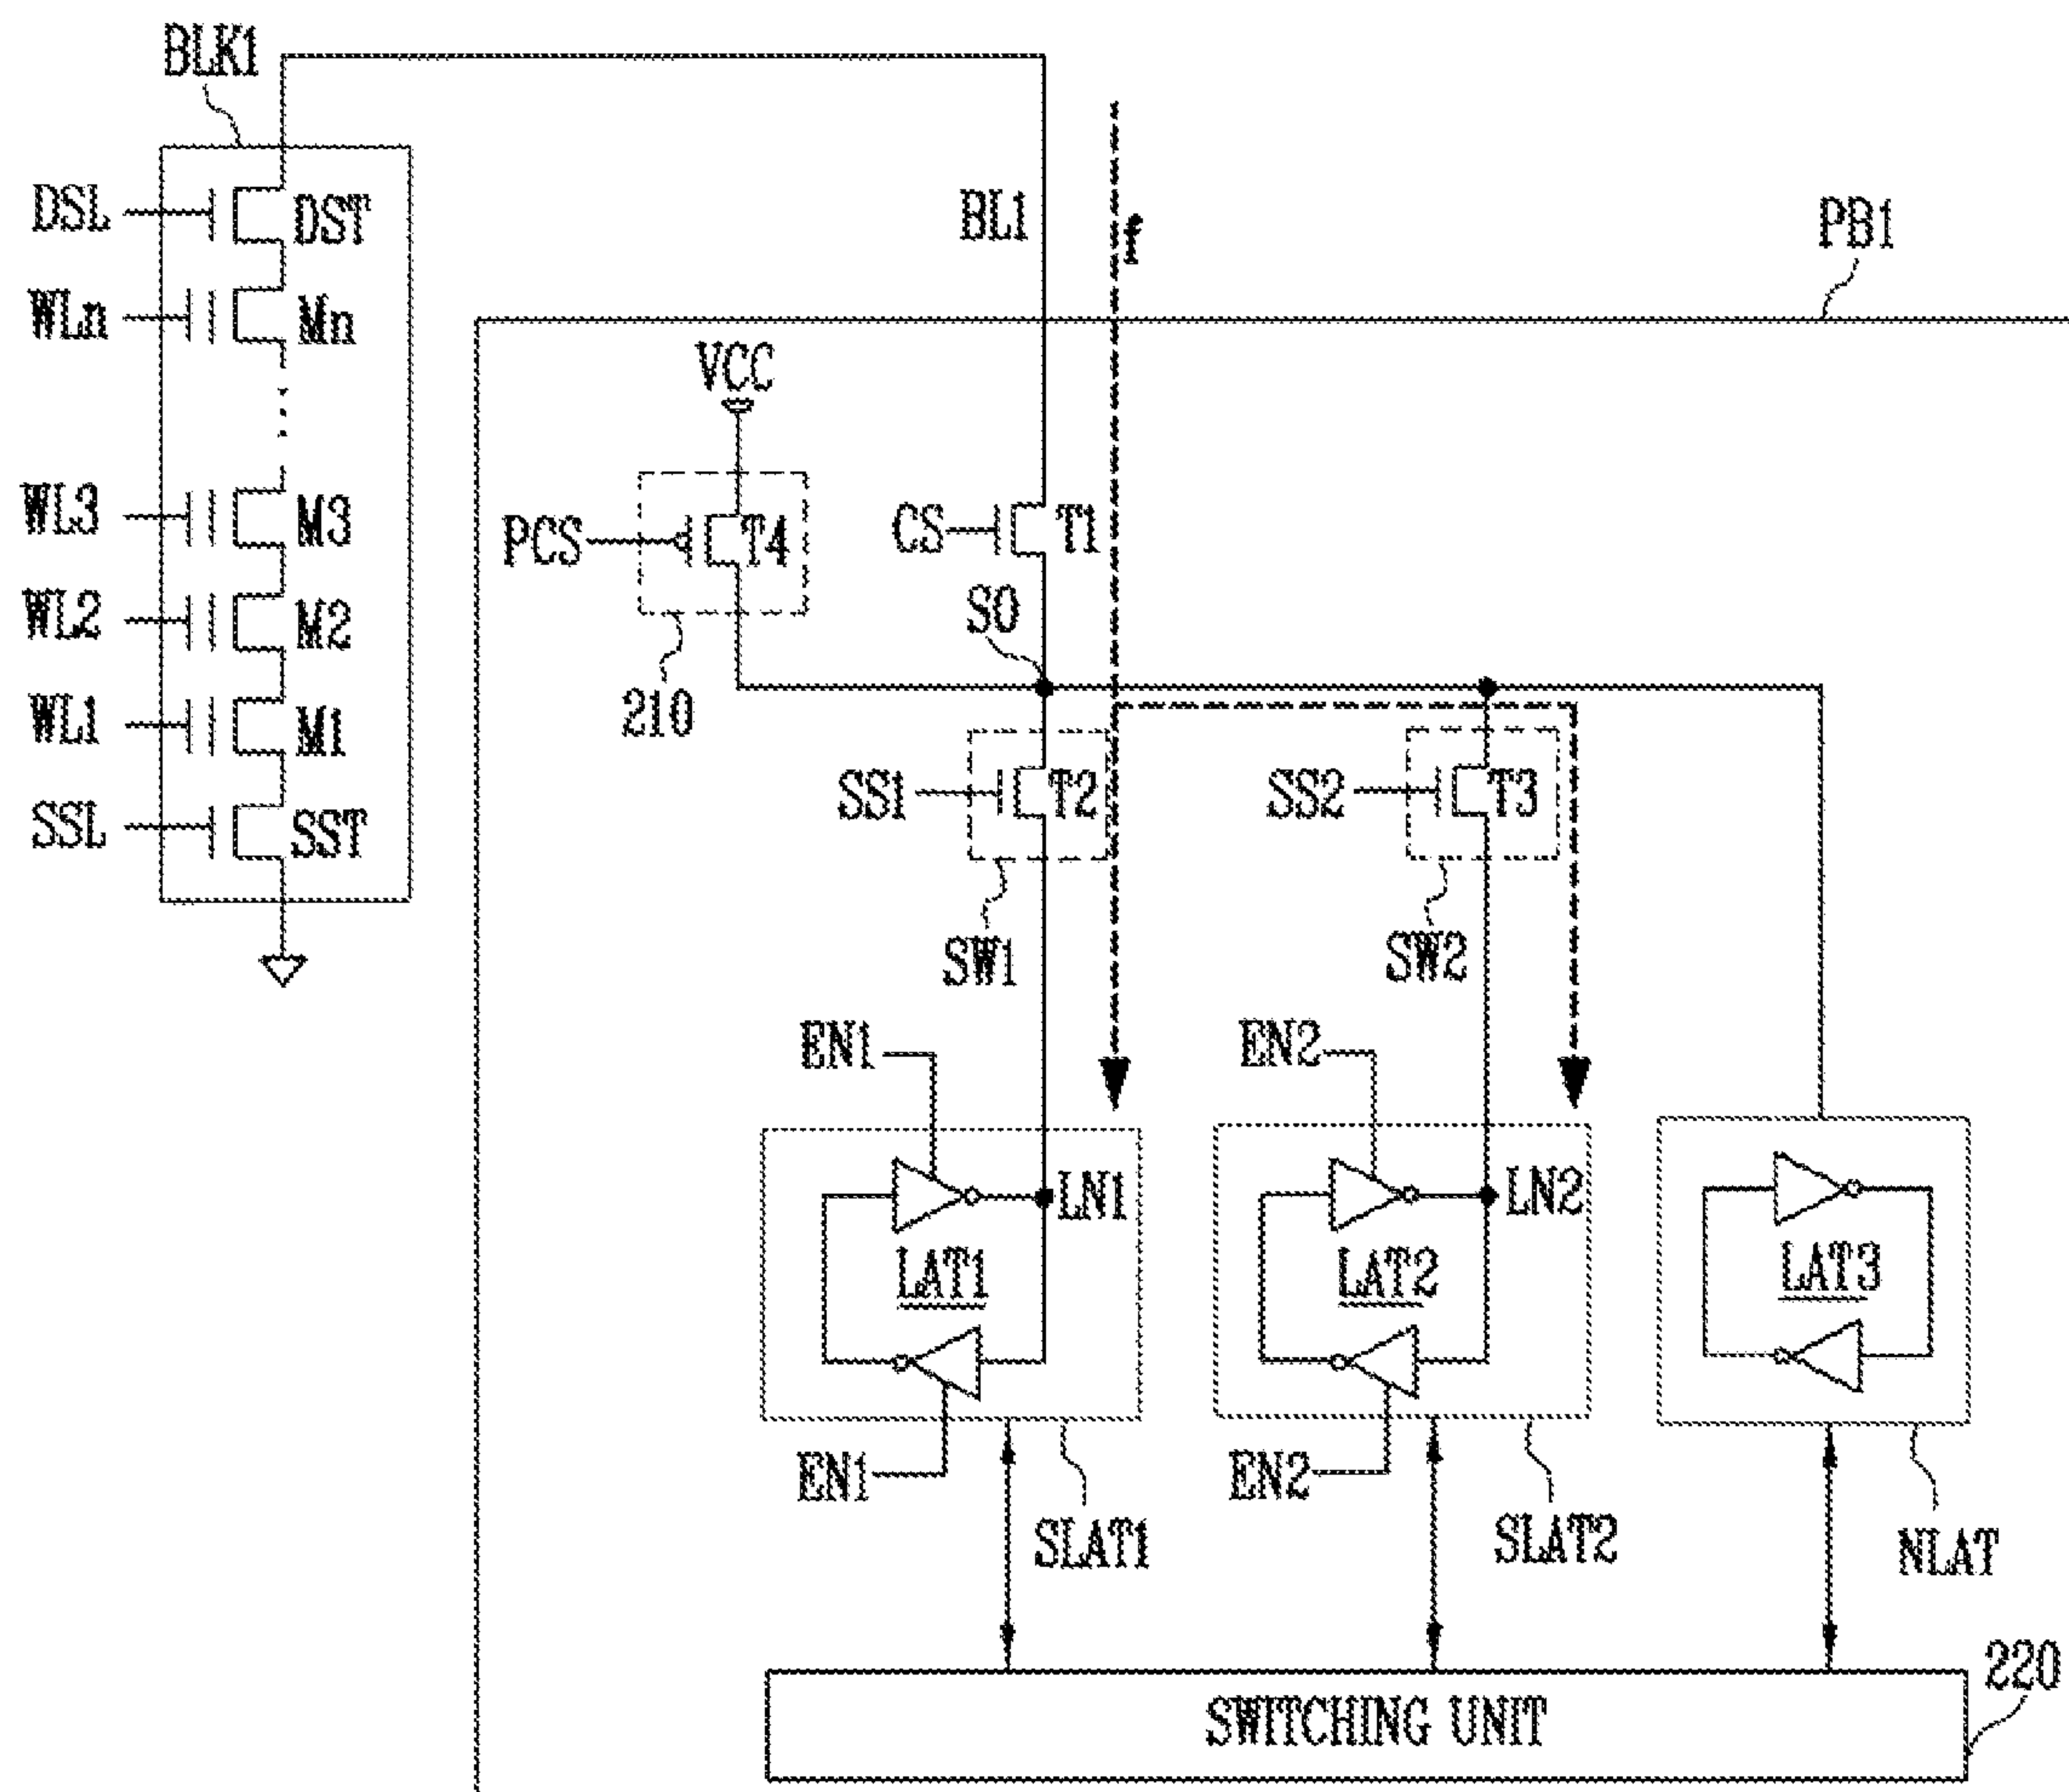 BLK1
DSL DST
BL1
f
PB1
WLn Mn
VCC
WL3 M3
PCS T4
CS T1
S0
WL2 M2
210
WL1 M1
SS1 T2
SS2 T3
SSL SST
SW1
SW2
EN1
EN2
LN1
LN2
LAT1
LAT2
LAT3
EN1
EN2
SLAT1
SLAT2
NLAT
220
SWITCHING UNIT